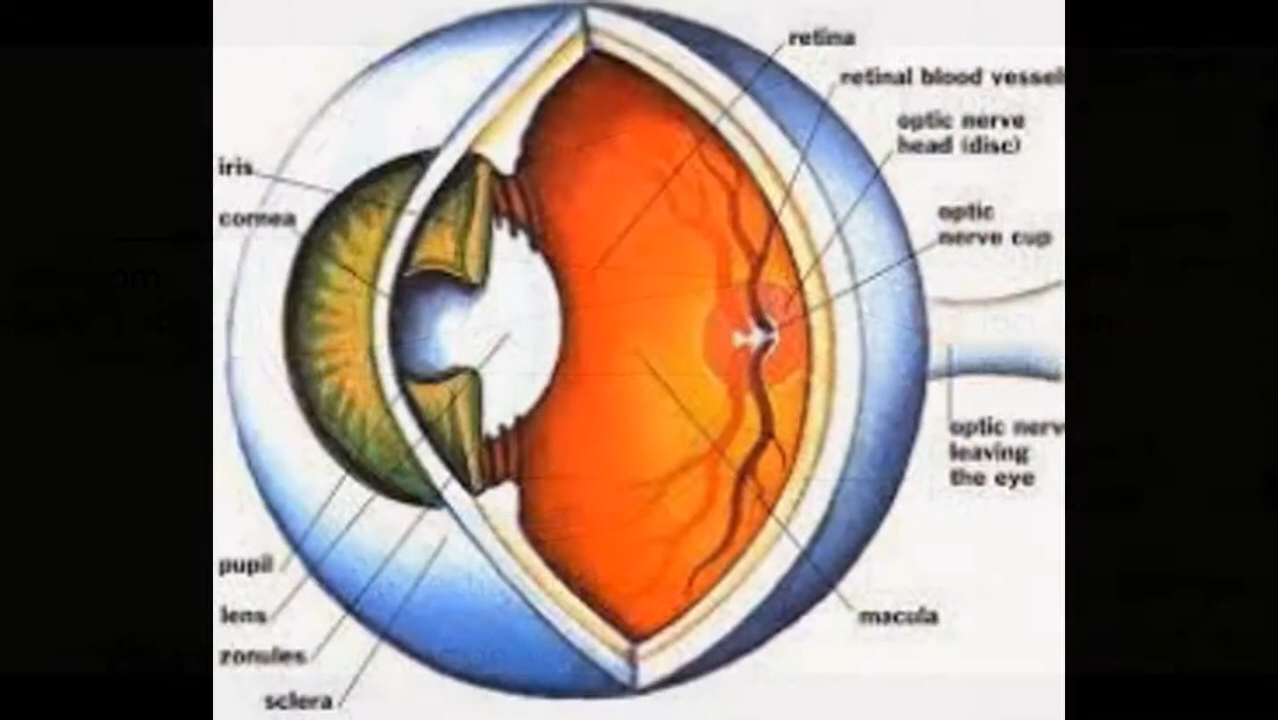 retina
retinal blood vessel
optic nerve
head (disc)
iris
cornea
optic
nerve cup
optic nerv
leaving
the eye
pupil
lens
zonules
sclera
macula